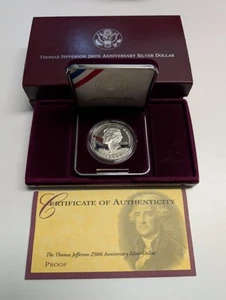 THOMAS JEFFERSON 250TH ANNIVERSARY SILVER DOLLAR
CERTIFICATE OF AUTHENTICITY
The Thomas Jefferson 250th Anniversary Silver Dollar
PROOF